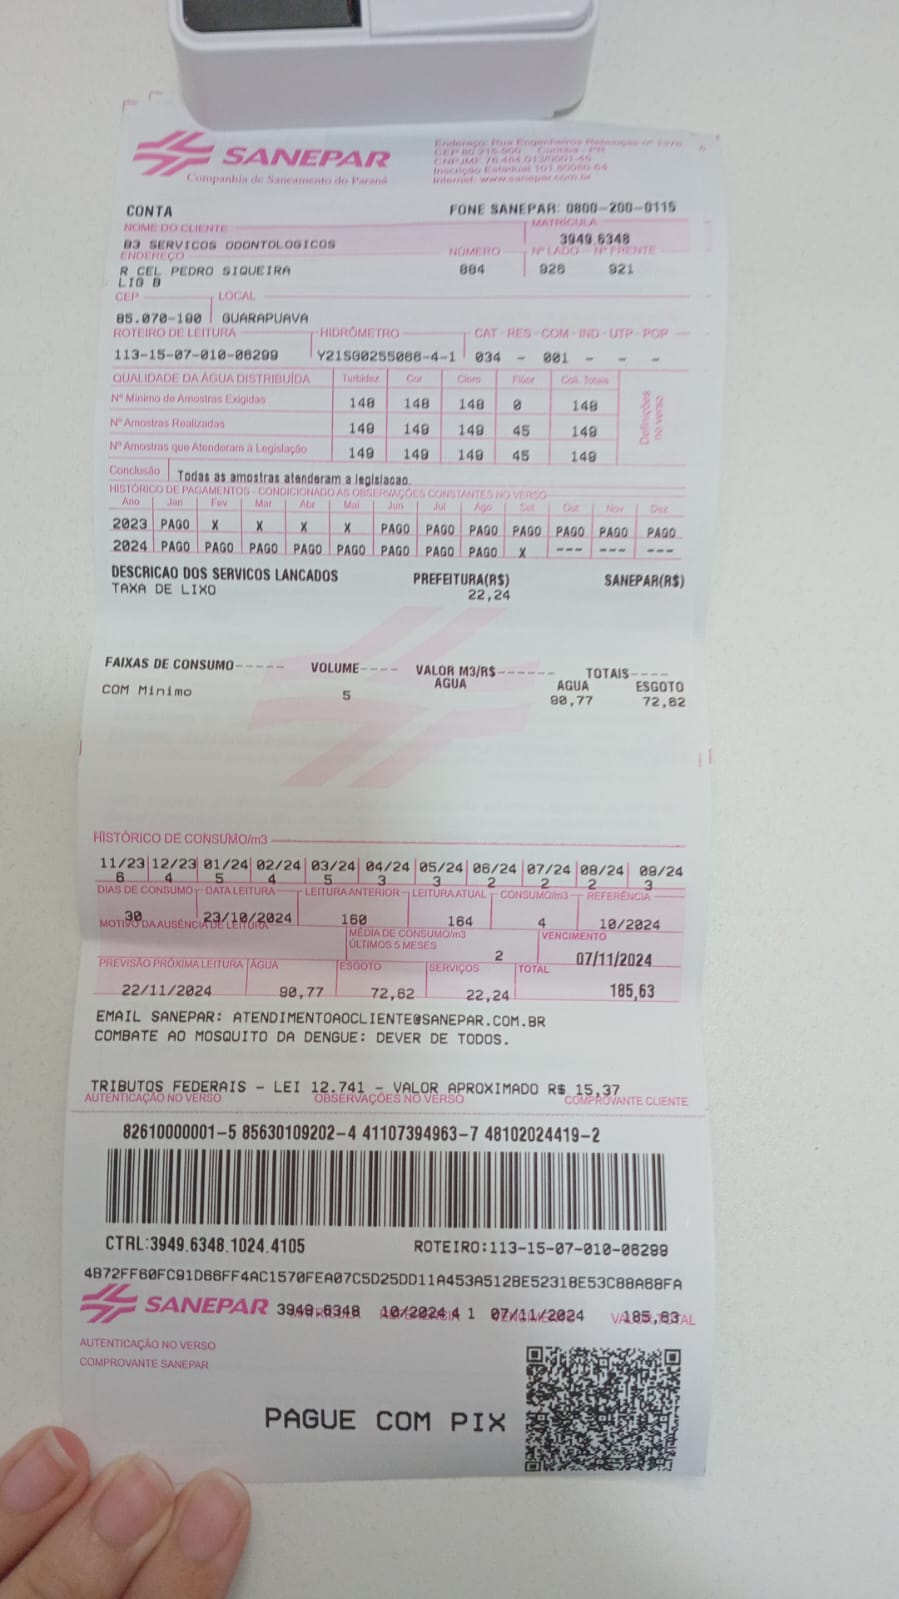 SANEPAR
Companhia de Saneamento do Paraná
Internet: www.sanepar.com.br
CONTA
FONE SANEPAR: 0800-200-0115
NOME DO CLIENTE
MATRÍCULA
B3 SERVICOS ODONTOLOGICOS
3949.6348
ENDEREÇO NÚMERO Nº LADO - Nº FRENTE
R CEL PEDRO SIQUEIRA 884 926 921
LIG B
CEP LOCAL
85.070-190 GUARAPUAVA
ROTEIRO DE LEITURA HIDRÔMETRO CAT - RES - COM - IND - UTP - POP
113-15-07-010-06299 Y21SG0255066-4-1 034 - 001 - - -
QUALIDADE DA ÁGUA DISTRIBUÍDA Turbidez Cor Cloro Flúor Coli. Totais
Nº Mínimo de Amostras Exigidas 148 148 148 0 148
Nº Amostras Realizadas 149 149 149 45 149
Nº Amostras que Atenderam à Legislação 149 149 149 45 149
Definições no verso
Conclusão Todas as amostras atenderam a legislacao.
HISTÓRICO DE PAGAMENTOS - CONDICIONADO AS OBSERVAÇÕES CONSTANTES NO VERSO
Ano Jan Fev Mar Abr Mai Jun Jul Ago Set Out Nov Dez
2023 PAGO X X X X PAGO PAGO PAGO PAGO PAGO PAGO PAGO
2024 PAGO PAGO PAGO PAGO PAGO PAGO PAGO PAGO X --- --- ---
DESCRICAO DOS SERVICOS LANCADOS PREFEITURA(R$) SANEPAR(R$)
TAXA DE LIXO 22,24
FAIXAS DE CONSUMO----- VOLUME---- VALOR M3/R$------ TOTAIS----
AGUA AGUA ESGOTO
COM Minimo 5 90,77 72,62
HISTÓRICO DE CONSUMO/m3
11/23 12/23 01/24 02/24 03/24 04/24 05/24 06/24 07/24 08/24 09/24
6 4 5 4 5 3 3 2 2 2 3
DIAS DE CONSUMO DATA LEITURA LEITURA ANTERIOR LEITURA ATUAL CONSUMO/m3 REFERÊNCIA
30 23/10/2024 160 164 4 10/2024
MOTIVO DA AUSÊNCIA DE LEITURA MÉDIA DE CONSUMO/m3 VENCIMENTO
ÚLTIMOS 5 MESES 2 07/11/2024
PREVISÃO PRÓXIMA LEITURA ÁGUA ESGOTO SERVIÇOS TOTAL
22/11/2024 90,77 72,62 22,24 185,63
EMAIL SANEPAR: ATENDIMENTOAOCLIENTE@SANEPAR.COM.BR
COMBATE AO MOSQUITO DA DENGUE: DEVER DE TODOS.
TRIBUTOS FEDERAIS - LEI 12.741 - VALOR APROXIMADO R$ 15,37
AUTENTICAÇÃO NO VERSO OBSERVAÇÕES NO VERSO COMPROVANTE CLIENTE
82610000001-5 85630109202-4 41107394963-7 48102024419-2
CTRL:3949.6348.1024.4105 ROTEIRO:113-15-07-010-06299
4B72FF60FC91D66FF4AC1570FEA07C5D25DD11A453A512BE52318E53C88A68FA
SANEPAR 3949.6348 10/2024 4 1 07/11/2024 185,63
AUTENTICAÇÃO NO VERSO
COMPROVANTE SANEPAR
PAGUE COM PIX